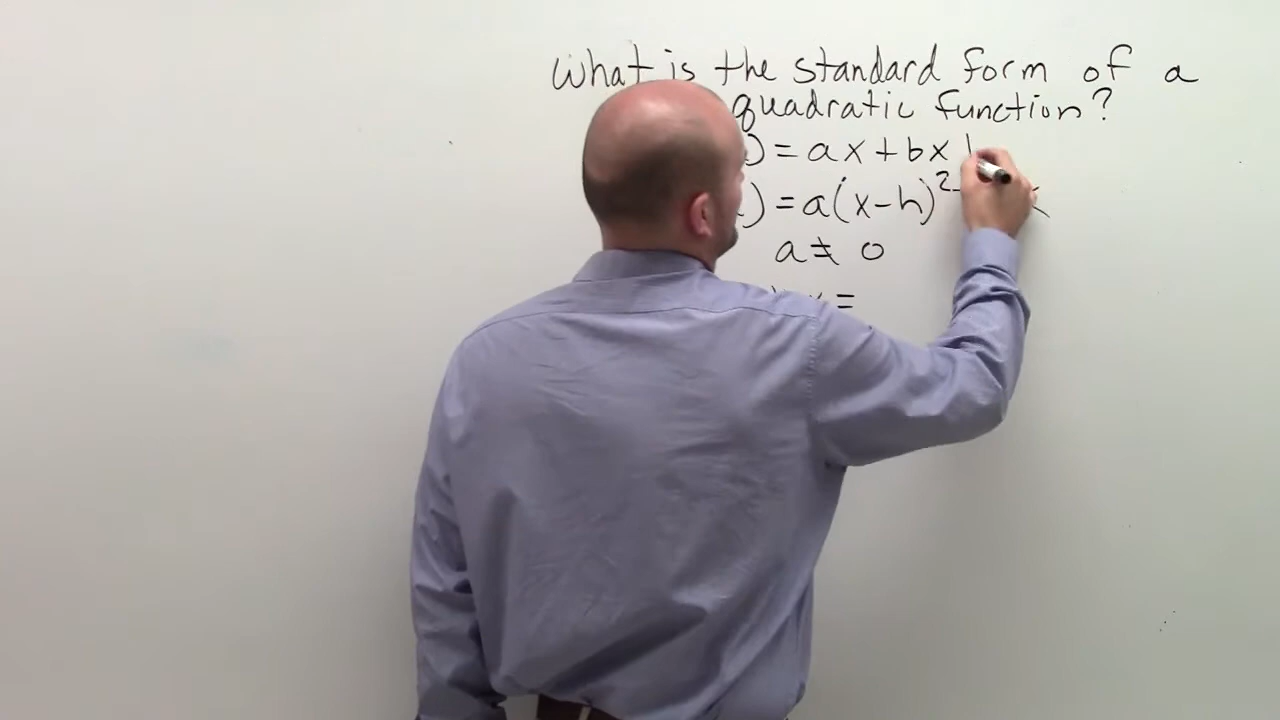 What is the standard form of a
quadratic function?
) = ax + bx
) = a(x-h)²
a ≠ 0
x =